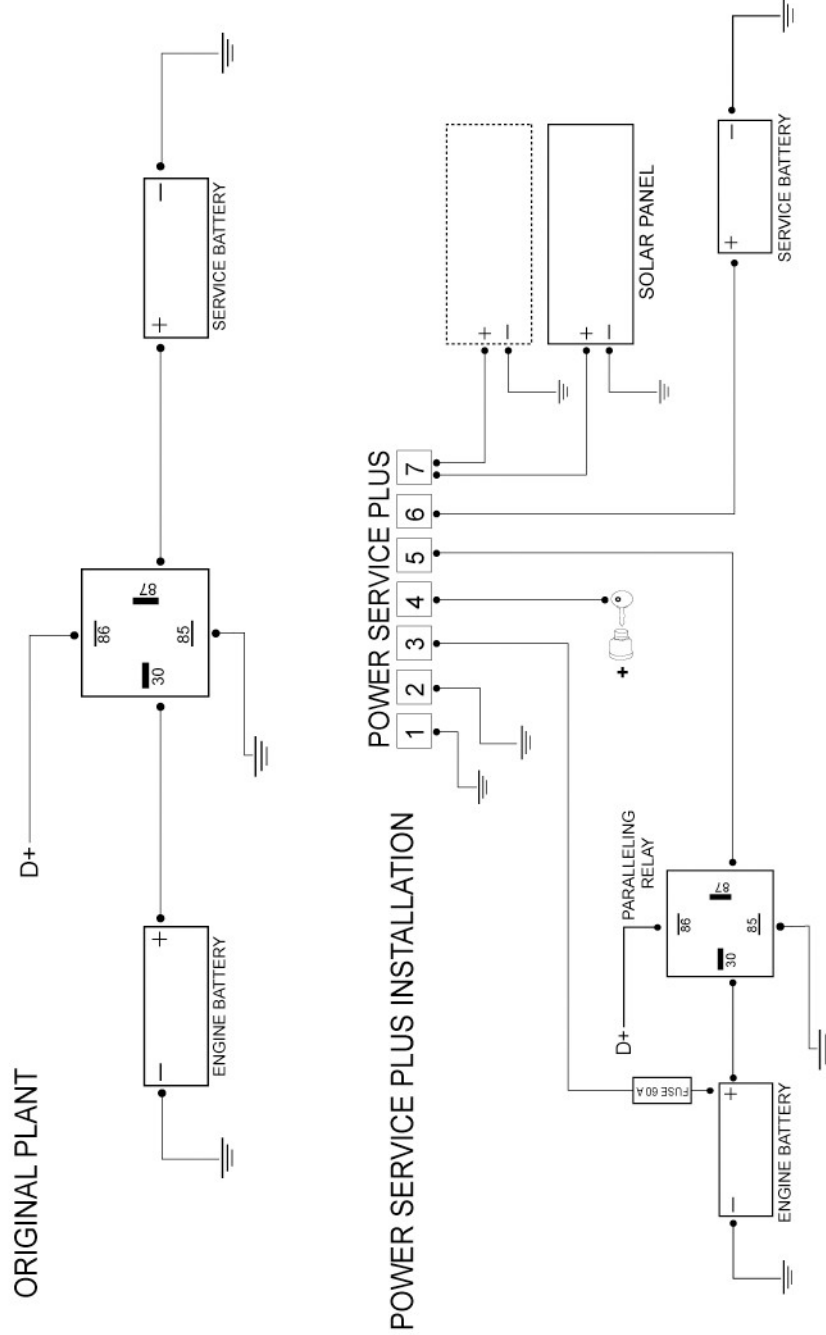 ORIGINAL PLANT
D+
86
30
87
85
+
−
ENGINE BATTERY
+
−
SERVICE BATTERY
POWER SERVICE PLUS INSTALLATION
POWER SERVICE PLUS
1 2 3 4 5 6 7
+
−
+
−
SOLAR PANEL
+
D+
PARALLELING
RELAY
86
30
87
85
FUSE 60 A
−
+
ENGINE BATTERY
+
−
SERVICE BATTERY